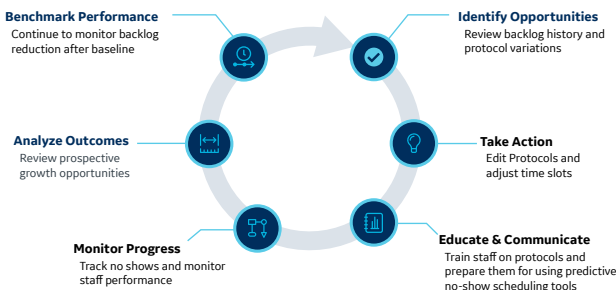 Benchmark Performance
Continue to monitor backlog
reduction after baseline
Identify Opportunities
Review backlog history and
protocol variations
Take Action
Edit Protocols and
adjust time slots
Educate & Communicate
Train staff on protocols and
prepare them for using predictive
no-show scheduling tools
Monitor Progress
Track no shows and monitor
staff performance
Analyze Outcomes
Review prospective
growth opportunities